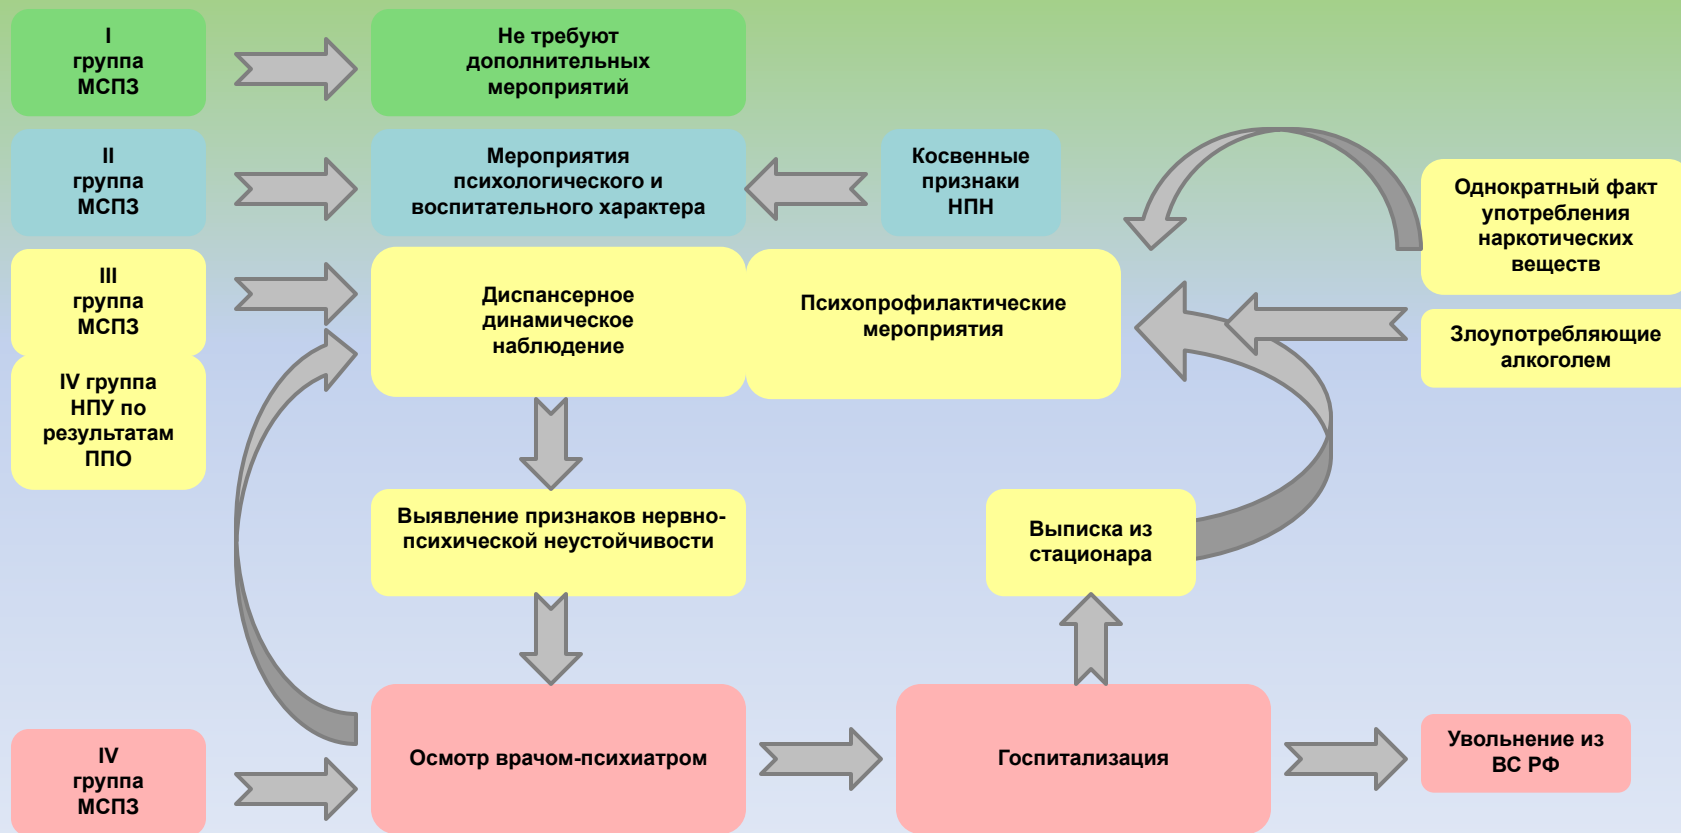 I
группа
МСПЗ
Не требуют
дополнительных
мероприятий
II
группа
МСПЗ
Мероприятия
психологического и
воспитательного характера
Косвенные
признаки
НПН
Однократный факт
употребления
наркотических
веществ
III
группа
МСПЗ
Диспансерное
динамическое
наблюдение
Психопрофилактические
мероприятия
Злоупотребляющие
алкоголем
IV группа
НПУ по
результатам
ППО
Выявление признаков нервно-
психической неустойчивости
Выписка из
стационара
IV
группа
МСПЗ
Осмотр врачом-психиатром
Госпитализация
Увольнение из
ВС РФ